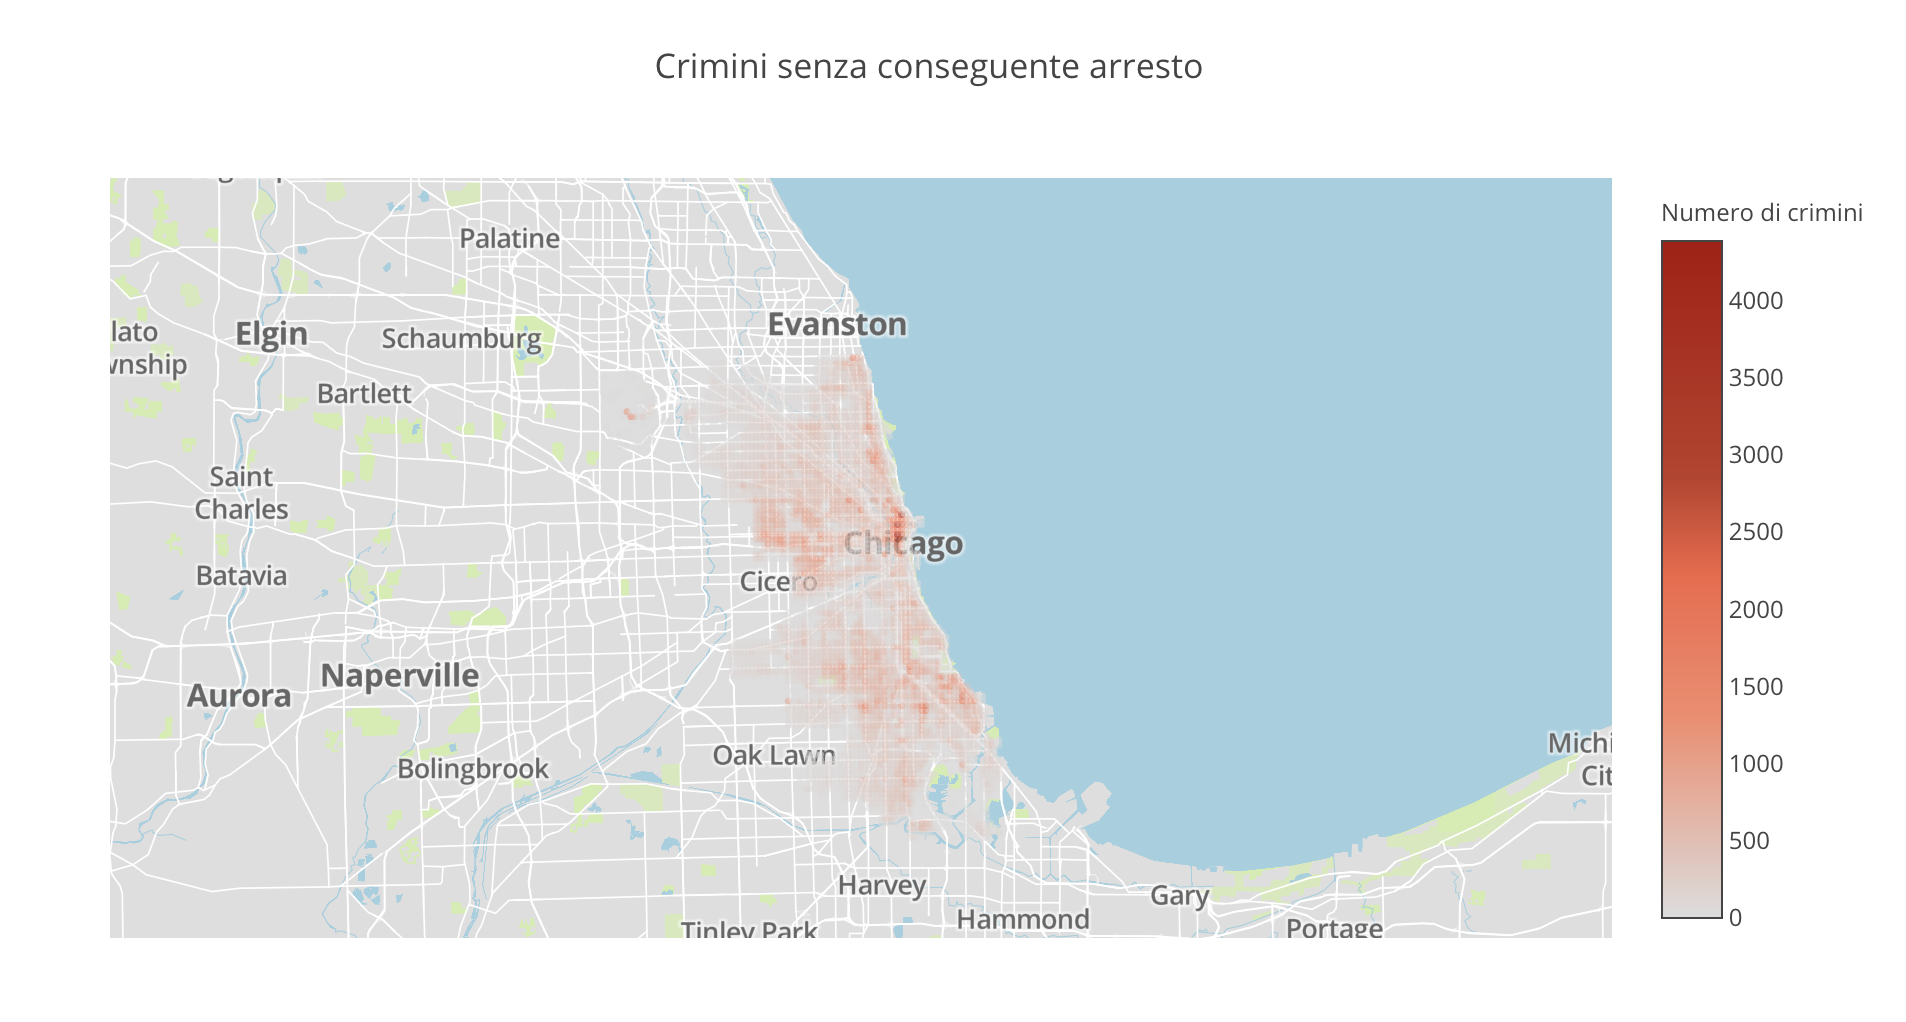 Crimini senza conseguente arresto
Palatine
Evanston
Elgin
Schaumburg
Bartlett
Saint
Charles
Chicago
Cicero
Batavia
Naperville
Aurora
Oak Lawn
Bolingbrook
Harvey
Gary
Hammond
Tinley Park
Portage
Michi
Cit
lato
wnship
Numero di crimini
4000
3500
3000
2500
2000
1500
1000
500
0